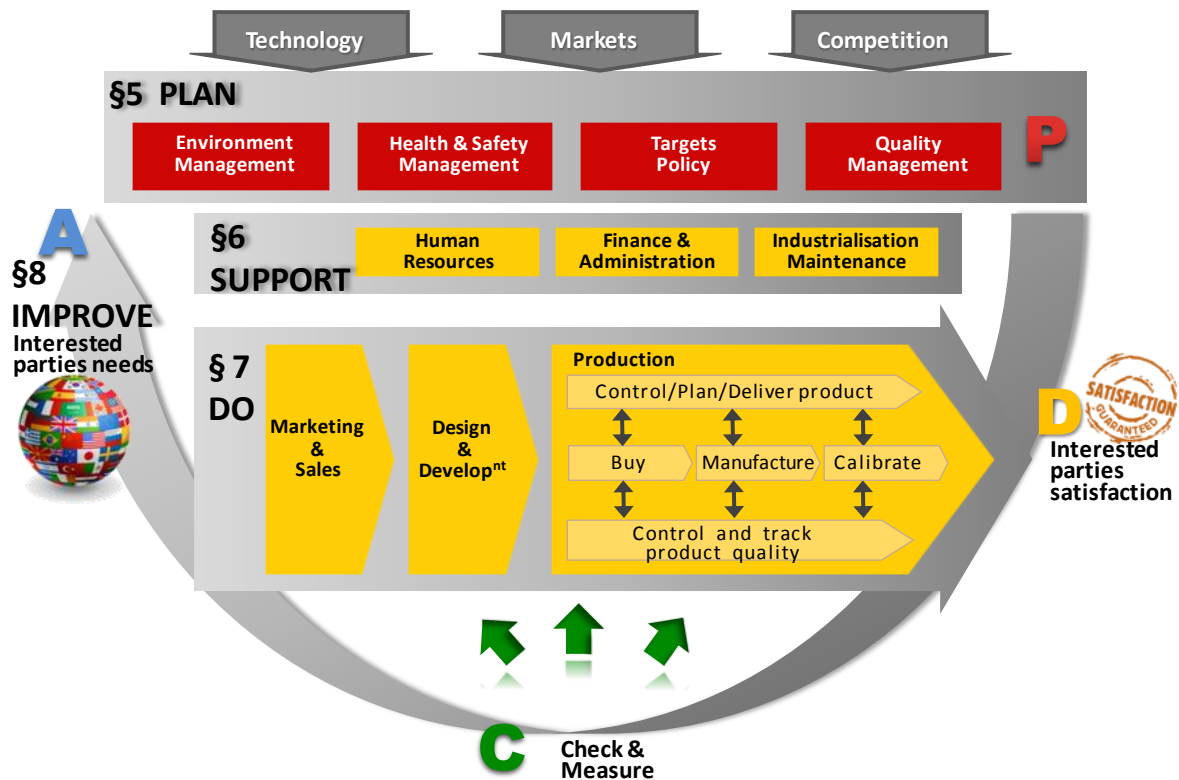 Technology
Markets
Competition
§5 PLAN
Environment
Management
Health & Safety
Management
Targets
Policy
Quality
Management
P
A
§6
SUPPORT
Human
Resources
Finance &
Administration
Industrialisation
Maintenance
§8
IMPROVE
Interested
parties needs
§ 7
DO
Marketing
&
Sales
Design
&
Developnt
Production
Control/Plan/Deliver product
Buy
Manufacture
Calibrate
Control and track
product quality
D
SATISFACTION
GUARANTEED
Interested
parties
satisfaction
C
Check &
Measure